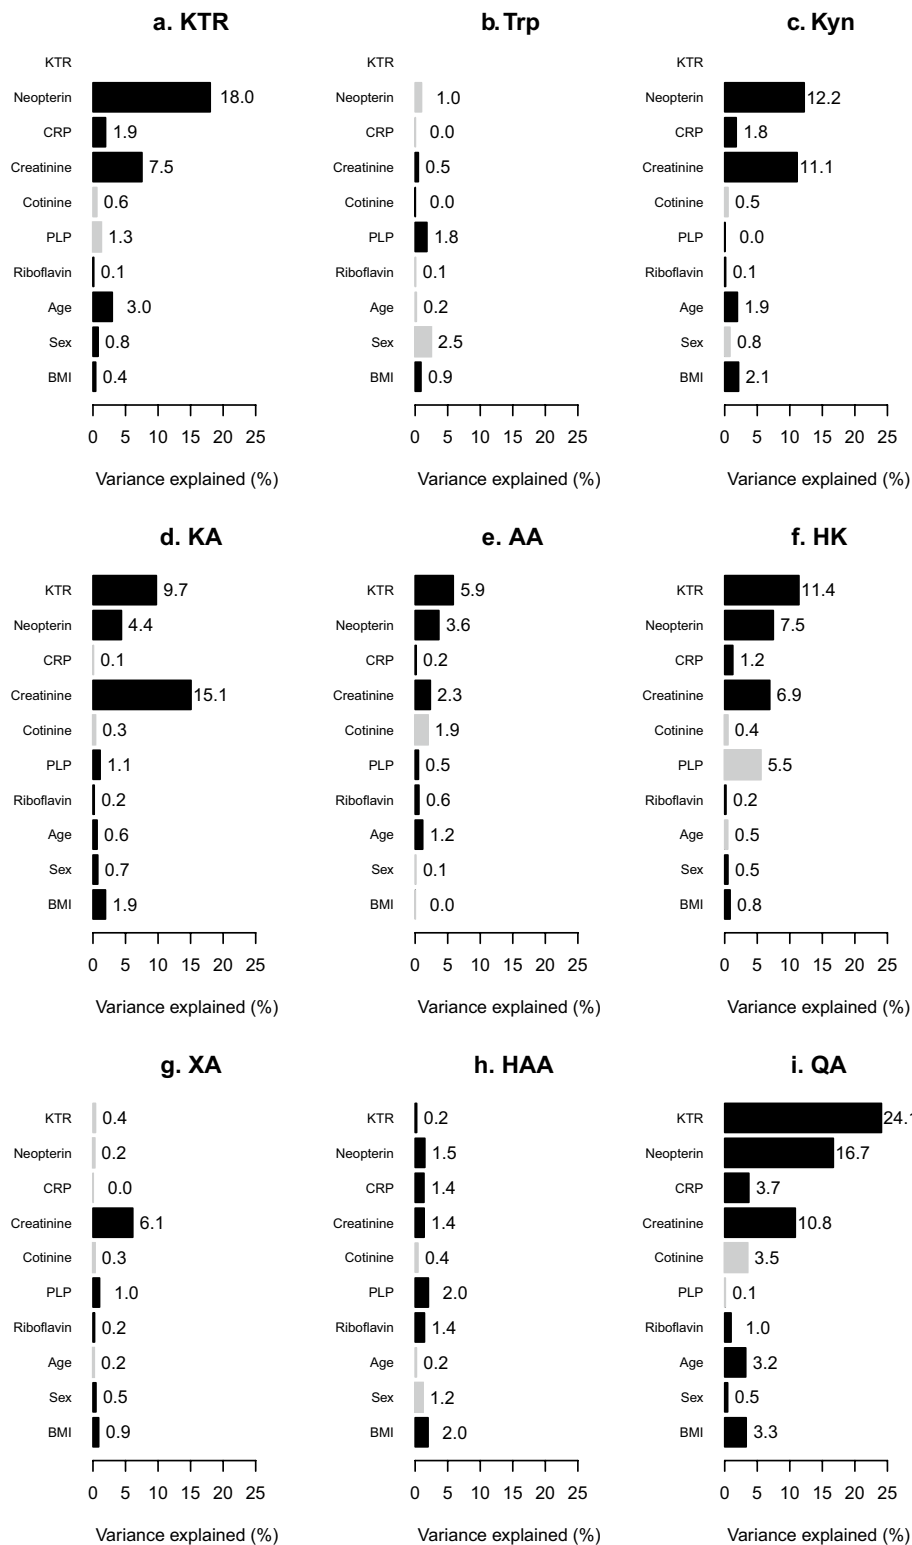 a. KTR
KTR
Neopterin 18.0
CRP 1.9
Creatinine 7.5
Cotinine 0.6
PLP 1.3
Riboflavin 0.1
Age 3.0
Sex 0.8
BMI 0.4
0 5 10 15 20 25
Variance explained (%)
b. Trp
KTR
Neopterin 1.0
CRP 0.0
Creatinine 0.5
Cotinine 0.0
PLP 1.8
Riboflavin 0.1
Age 0.2
Sex 2.5
BMI 0.9
0 5 10 15 20 25
Variance explained (%)
c. Kyn
KTR
Neopterin 12.2
CRP 1.8
Creatinine 11.1
Cotinine 0.5
PLP 0.0
Riboflavin 0.1
Age 1.9
Sex 0.8
BMI 2.1
0 5 10 15 20 25
Variance explained (%)
d. KA
KTR 9.7
Neopterin 4.4
CRP 0.1
Creatinine 15.1
Cotinine 0.3
PLP 1.1
Riboflavin 0.2
Age 0.6
Sex 0.7
BMI 1.9
0 5 10 15 20 25
Variance explained (%)
e. AA
KTR 5.9
Neopterin 3.6
CRP 0.2
Creatinine 2.3
Cotinine 1.9
PLP 0.5
Riboflavin 0.6
Age 1.2
Sex 0.1
BMI 0.0
0 5 10 15 20 25
Variance explained (%)
f. HK
KTR 11.4
Neopterin 7.5
CRP 1.2
Creatinine 6.9
Cotinine 0.4
PLP 5.5
Riboflavin 0.2
Age 0.5
Sex 0.5
BMI 0.8
0 5 10 15 20 25
Variance explained (%)
g. XA
KTR 0.4
Neopterin 0.2
CRP 0.0
Creatinine 6.1
Cotinine 0.3
PLP 1.0
Riboflavin 0.2
Age 0.2
Sex 0.5
BMI 0.9
0 5 10 15 20 25
Variance explained (%)
h. HAA
KTR 0.2
Neopterin 1.5
CRP 1.4
Creatinine 1.4
Cotinine 0.4
PLP 2.0
Riboflavin 1.4
Age 0.2
Sex 1.2
BMI 2.0
0 5 10 15 20 25
Variance explained (%)
i. QA
KTR 24.1
Neopterin 16.7
CRP 3.7
Creatinine 10.8
Cotinine 3.5
PLP 0.1
Riboflavin 1.0
Age 3.2
Sex 0.5
BMI 3.3
0 5 10 15 20 25
Variance explained (%)